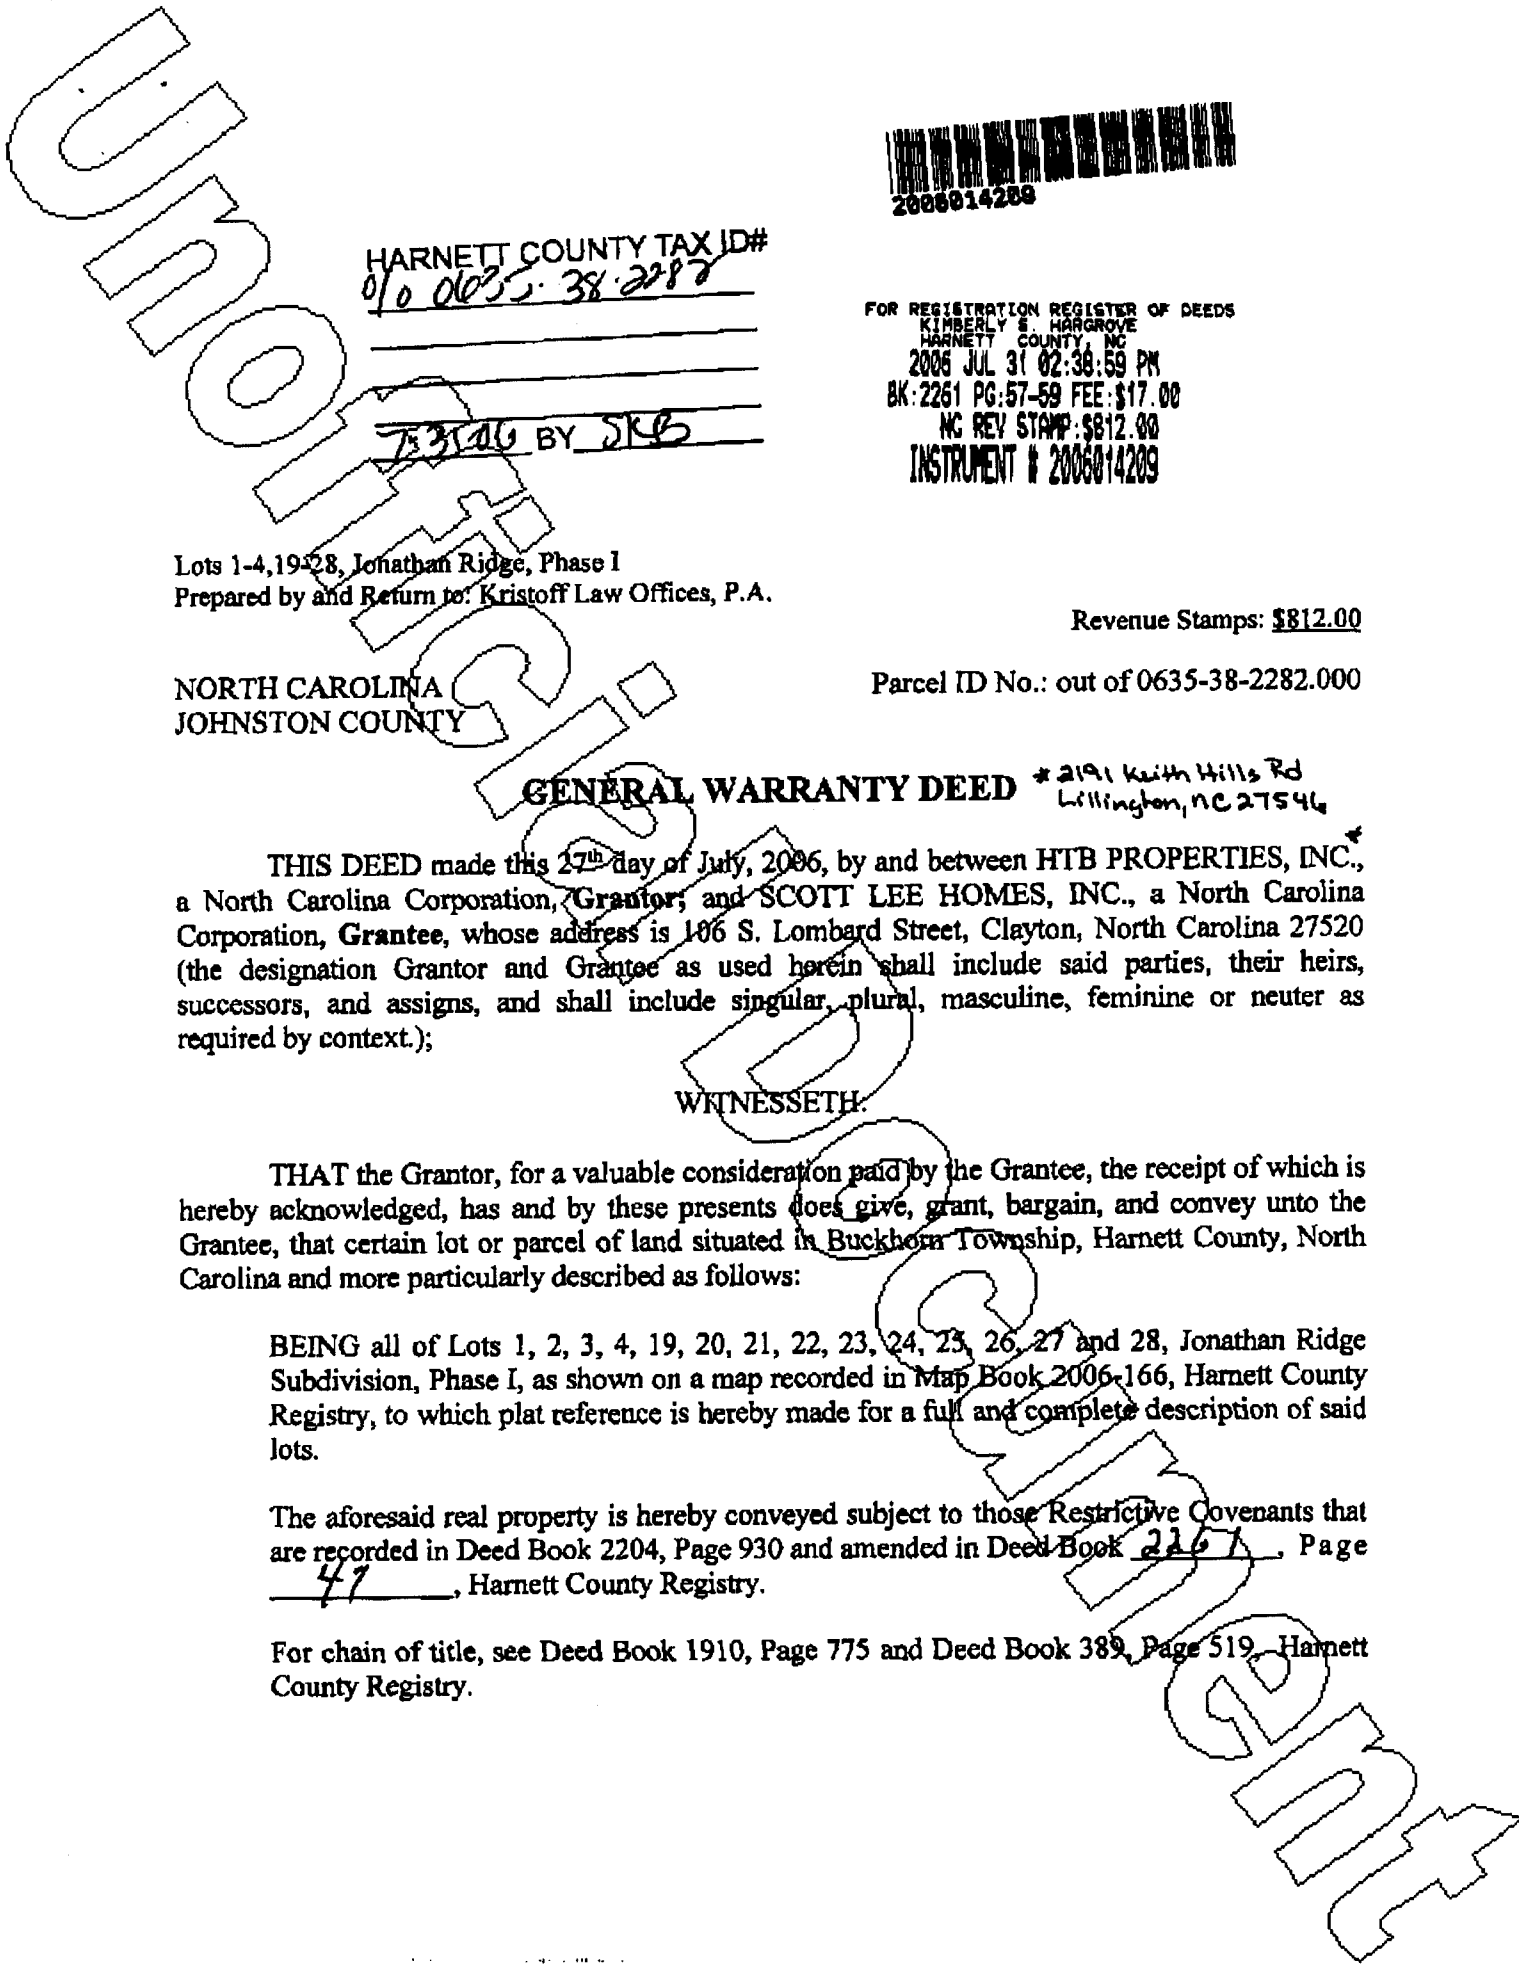 Unofficial Document
2006014209
HARNETT COUNTY TAX ID#
010 0635-38-2282
7-31-06 BY SKB
FOR REGISTRATION REGISTER OF DEEDS
KIMBERLY S. HARGROVE
HARNETT COUNTY, NC
2006 JUL 31 02:38:59 PM
BK:2261 PG:57-59 FEE:$17.00
NC REV STAMP:$812.00
INSTRUMENT # 2006014209
Lots 1-4,19-28, Jonathan Ridge, Phase I
Prepared by and Return to: Kristoff Law Offices, P.A.
Revenue Stamps: $812.00
NORTH CAROLINA
Parcel ID No.: out of 0635-38-2282.000
JOHNSTON COUNTY
GENERAL WARRANTY DEED
* 2191 Keith Hills Rd
Lillington, NC 27546
*
THIS DEED made this 27th day of July, 2006, by and between HTB PROPERTIES, INC.,
a North Carolina Corporation, Grantor; and SCOTT LEE HOMES, INC., a North Carolina
Corporation, Grantee, whose address is 106 S. Lombard Street, Clayton, North Carolina 27520
(the designation Grantor and Grantee as used herein shall include said parties, their heirs,
successors, and assigns, and shall include singular, plural, masculine, feminine or neuter as
required by context.);
WITNESSETH:
THAT the Grantor, for a valuable consideration paid by the Grantee, the receipt of which is
hereby acknowledged, has and by these presents does give, grant, bargain, and convey unto the
Grantee, that certain lot or parcel of land situated in Buckhorn Township, Harnett County, North
Carolina and more particularly described as follows:
BEING all of Lots 1, 2, 3, 4, 19, 20, 21, 22, 23, 24, 25, 26, 27 and 28, Jonathan Ridge
Subdivision, Phase I, as shown on a map recorded in Map Book 2006-166, Harnett County
Registry, to which plat reference is hereby made for a full and complete description of said
lots.
The aforesaid real property is hereby conveyed subject to those Restrictive Covenants that
are recorded in Deed Book 2204, Page 930 and amended in Deed Book 2261, Page
47, Harnett County Registry.
For chain of title, see Deed Book 1910, Page 775 and Deed Book 389, Page 519, Harnett
County Registry.